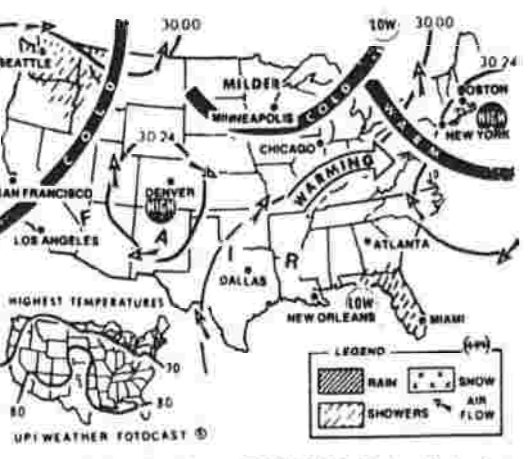 30.00
LOW
30.00
30.24
SEATTLE
MILDER
BOSTON
COLD
MINNEAPOLIS
COLD
HIGH
NEW YORK
WARM
30.24
CHICAGO
WARMING
SAN FRANCISCO
DENVER
HIGH
FAIR
LOS ANGELES
ATLANTA
DALLAS
HIGHEST TEMPERATURES
LOW
NEW ORLEANS
MIAMI
70
80
80
LEGEND
RAIN
SNOW
SHOWERS
AIR FLOW
UPI WEATHER FOTOCAST